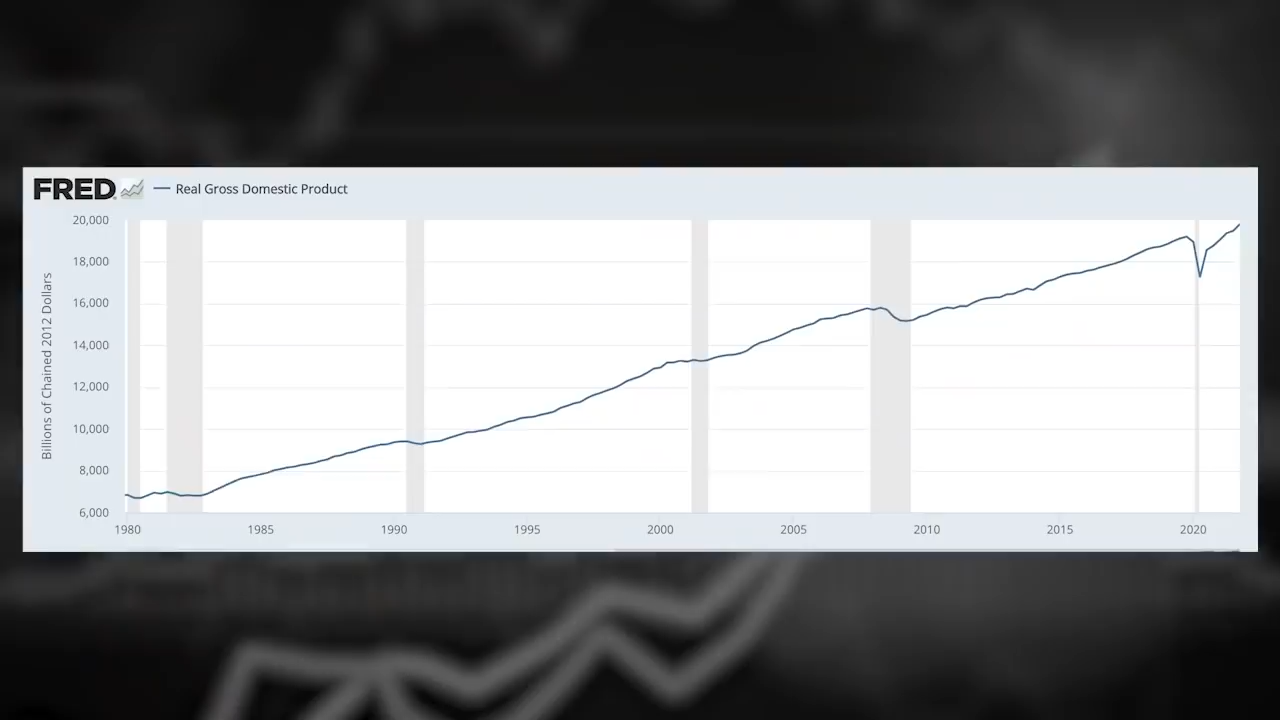 FRED
Real Gross Domestic Product
Billions of Chained 2012 Dollars
20,000
18,000
16,000
14,000
12,000
10,000
8,000
6,000
1980 1985 1990 1995 2000 2005 2010 2015 2020